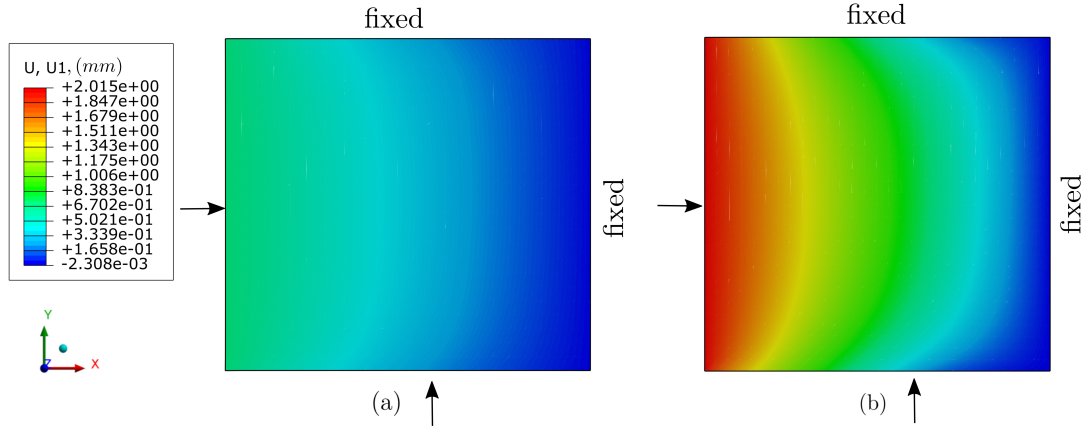 fixed
fixed
U, U1, (mm)
+2.015e+00
+1.847e+00
+1.679e+00
+1.511e+00
+1.343e+00
+1.175e+00
+1.006e+00
+8.383e-01
+6.702e-01
+5.021e-01
+3.339e-01
+1.658e-01
-2.308e-03
fixed
fixed
Y
Z
X
(a)
(b)